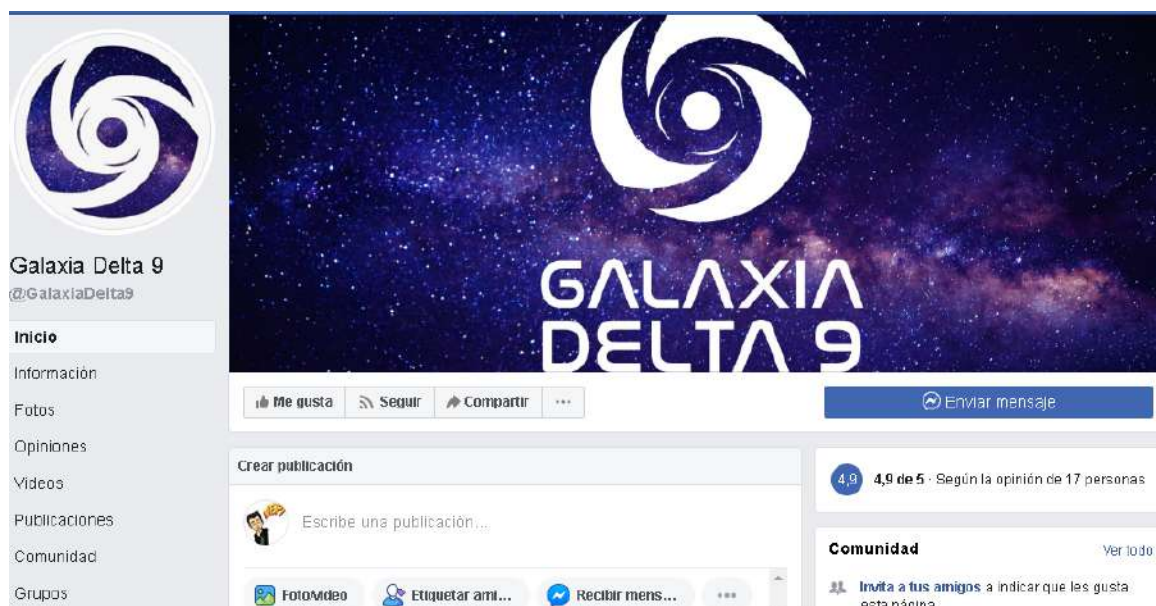 GALAXIA
DELTA 9
Galaxia Delta 9
@GalaxiaDelta9
Inicio
Información
Fotos
Opiniones
Videos
Publicaciones
Comunidad
Grupos
Me gusta
Seguir
Compartir
Enviar mensaje
Crear publicación
Escribe una publicación...
Foto/video
Etiquetar ami...
Recibir mens...
4,9
4,9 de 5 · Según la opinión de 17 personas
Comunidad
Ver todo
Invita a tus amigos a indicar que les gusta
esta página